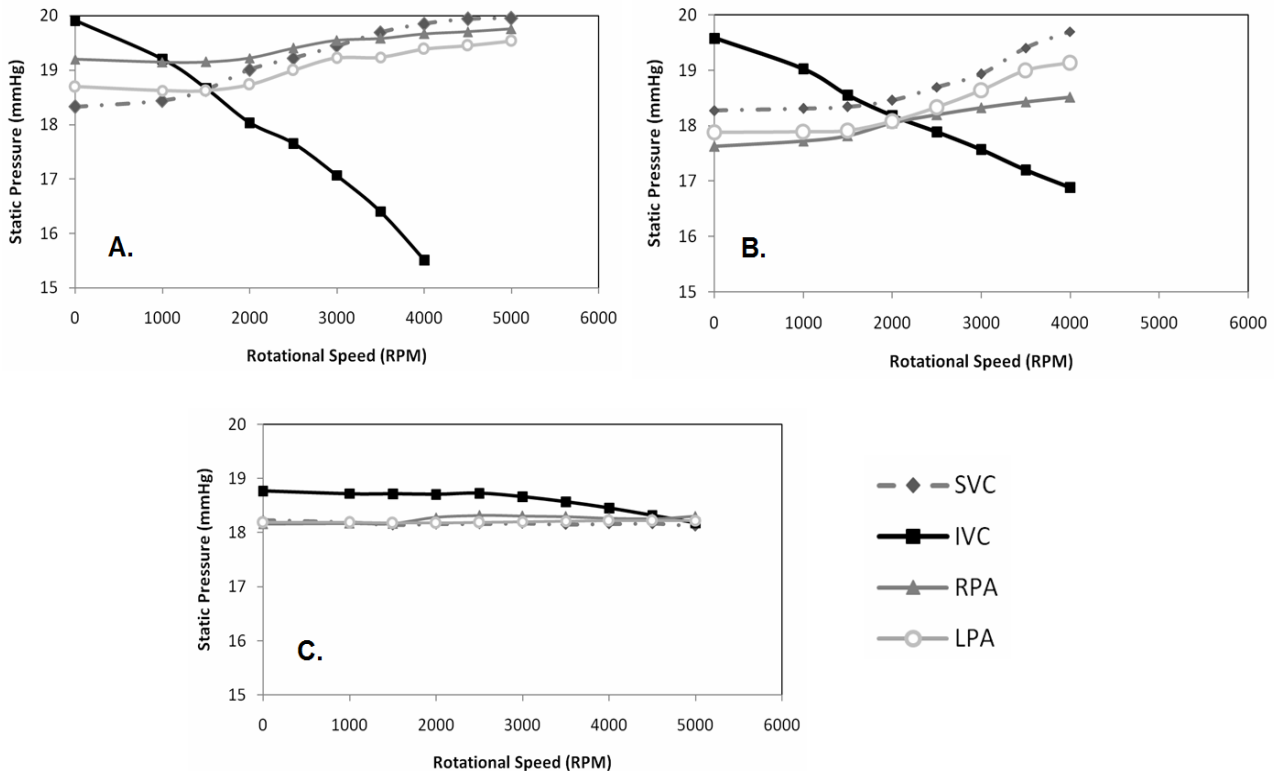 20
19
18
17
16
15
Static Pressure (mmHg)
A.
0 1000 2000 3000 4000 5000 6000
Rotational Speed (RPM)
20
19
18
17
16
15
Static Pressure (mmHg)
B.
0 1000 2000 3000 4000 5000 6000
Rotational Speed (RPM)
20
19
18
17
16
15
Static Pressure (mmHg)
C.
0 1000 2000 3000 4000 5000 6000
Rotational Speed (RPM)
SVC
IVC
RPA
LPA